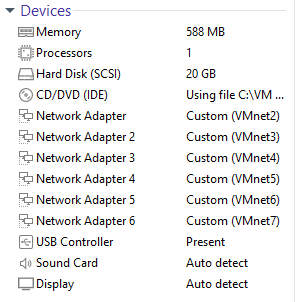 Devices
Memory 588 MB
Processors 1
Hard Disk (SCSI) 20 GB
CD/DVD (IDE) Using file C:\VM ...
Network Adapter Custom (VMnet2)
Network Adapter 2 Custom (VMnet3)
Network Adapter 3 Custom (VMnet4)
Network Adapter 4 Custom (VMnet5)
Network Adapter 5 Custom (VMnet6)
Network Adapter 6 Custom (VMnet7)
USB Controller Present
Sound Card Auto detect
Display Auto detect